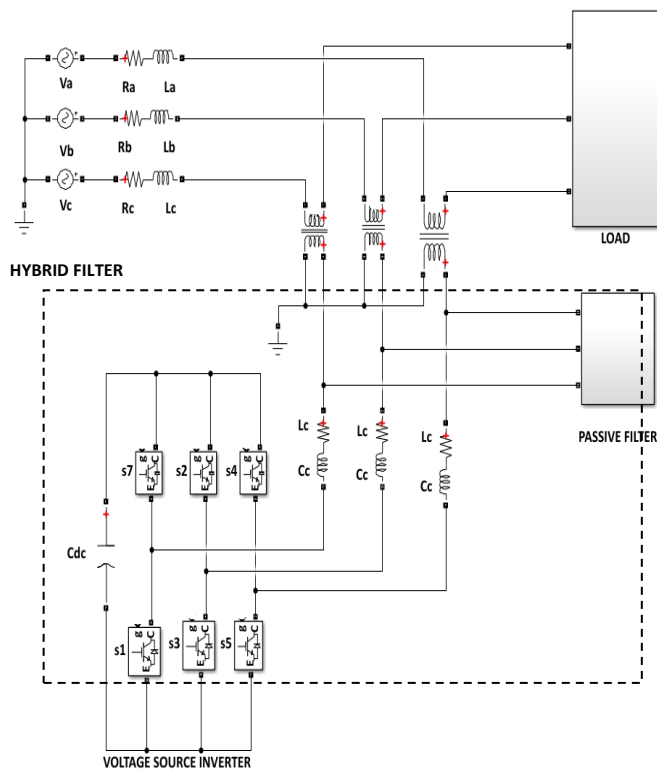 Va
Ra
La
Vb
Rb
Lb
Vc
Rc
Lc
LOAD
HYBRID FILTER
PASSIVE FILTER
Lc
Lc
Lc
Cc
Cc
Cc
s7
g C
E
s2
g C
E
s4
g C
E
Cdc
s1
g C
E
s3
g C
E
s5
g C
E
VOLTAGE SOURCE INVERTER